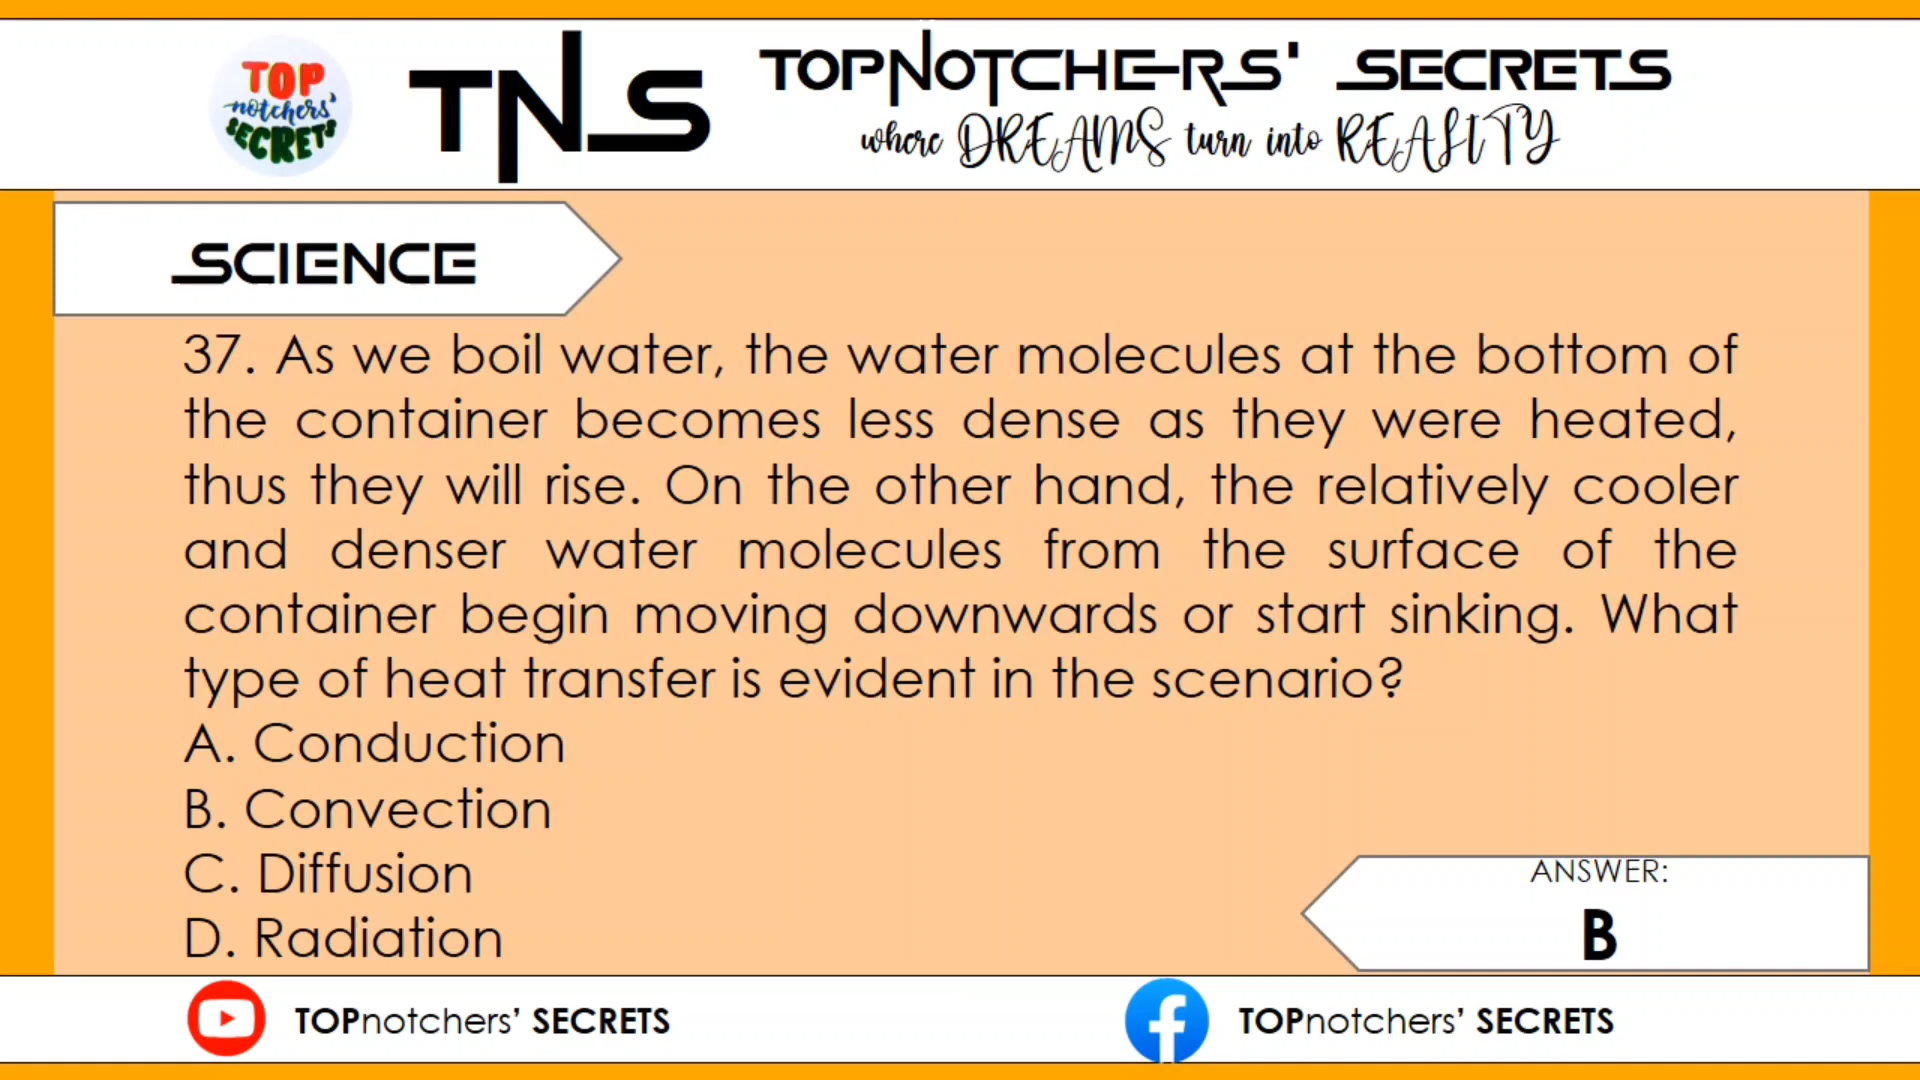 TOP
notchers'
SECRETS
TNS
TOPNOTCHERS' SECRETS
where DREAMS turn into REALITY
SCIENCE
37. As we boil water, the water molecules at the bottom of
the container becomes less dense as they were heated,
thus they will rise. On the other hand, the relatively cooler
and denser water molecules from the surface of the
container begin moving downwards or start sinking. What
type of heat transfer is evident in the scenario?
A. Conduction
B. Convection
C. Diffusion
D. Radiation
ANSWER:
B
TOPnotchers' SECRETS
TOPnotchers' SECRETS